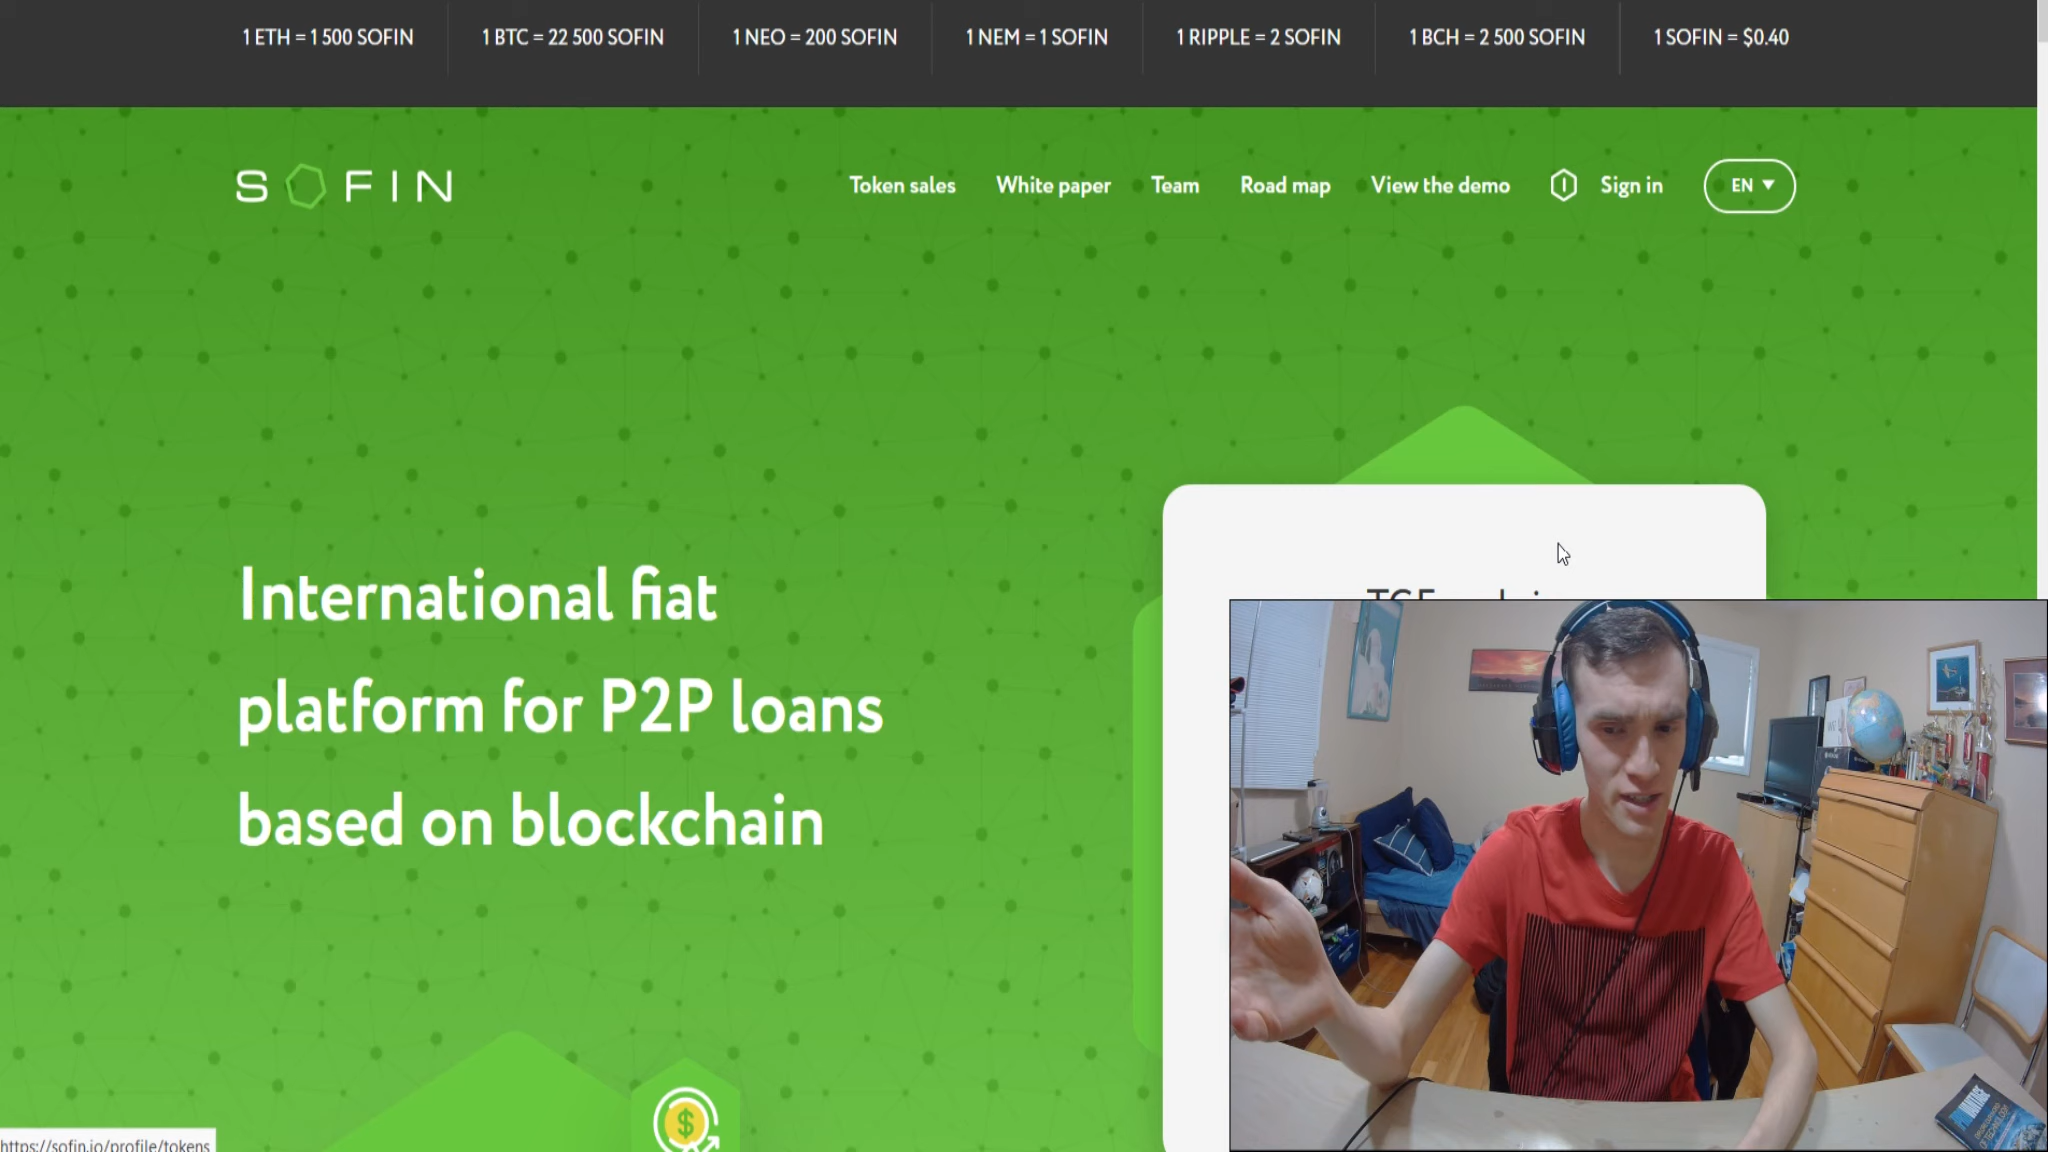 1 ETH = 1 500 SOFIN
1 BTC = 22 500 SOFIN
1 NEO = 200 SOFIN
1 NEM = 1 SOFIN
1 RIPPLE = 2 SOFIN
1 BCH = 2 500 SOFIN
1 SOFIN = $0.40
SOFIN
Token sales
White paper
Team
Road map
View the demo
Sign in
EN
International fiat
platform for P2P loans
based on blockchain
https://sofin.io/profile/tokens